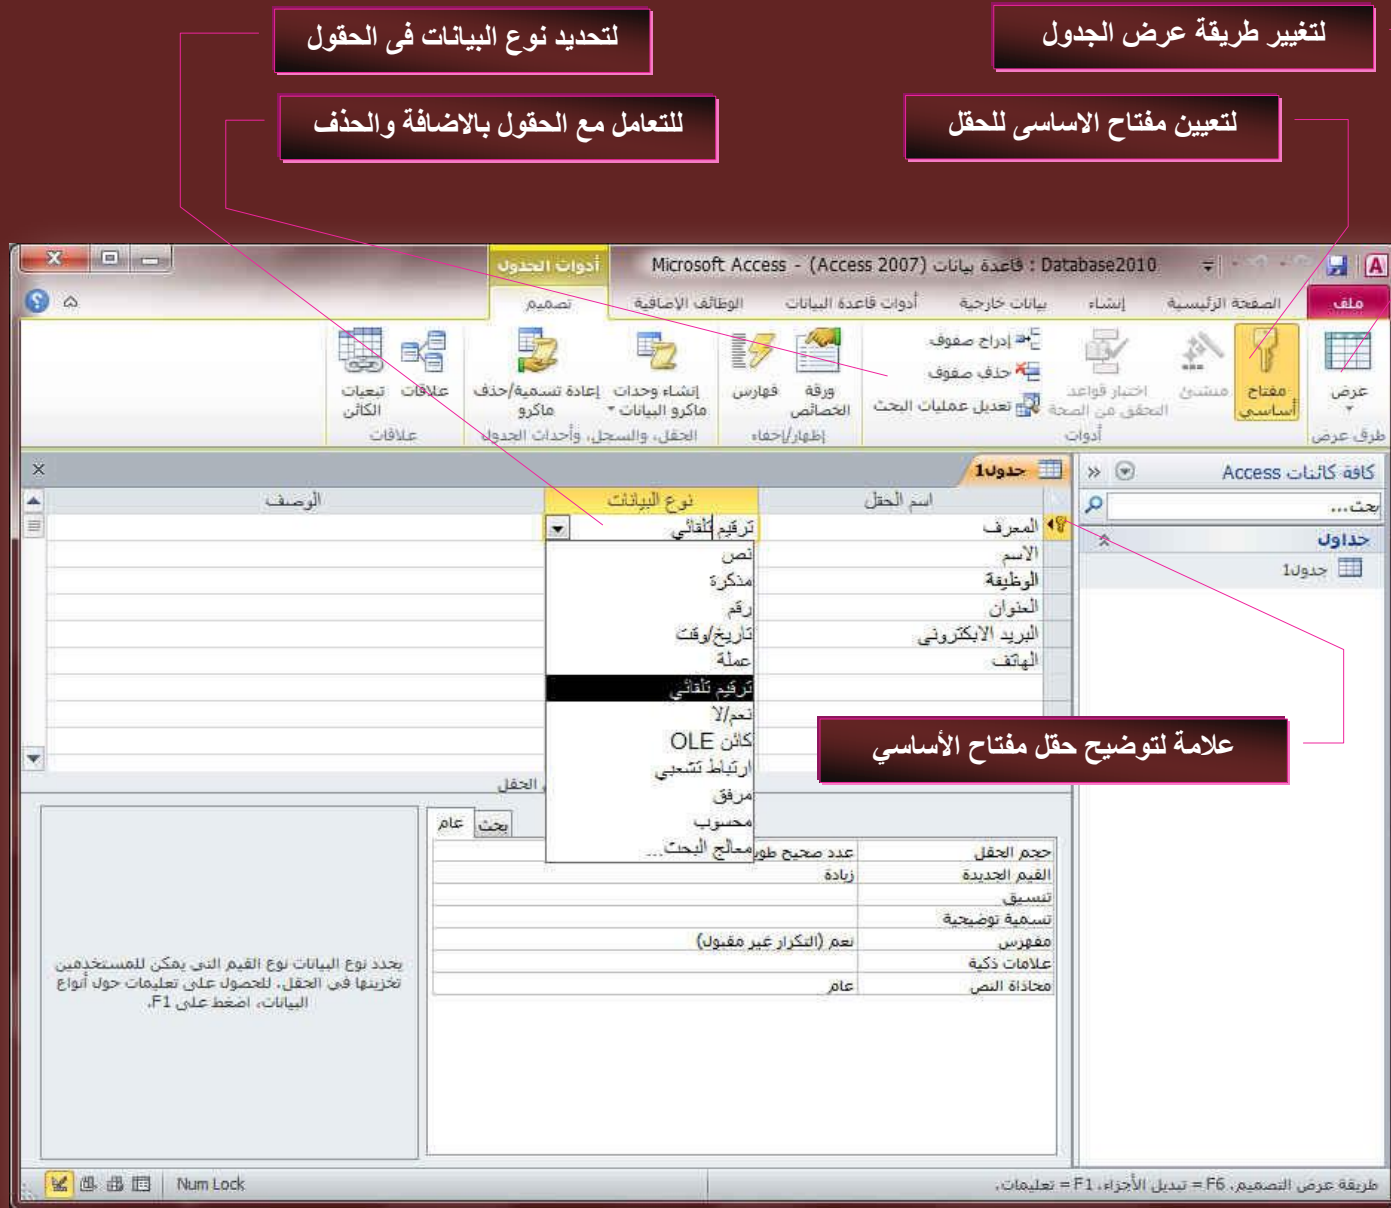 لتغيير طريقة عرض الجدول
لتحديد نوع البيانات فى الحقول
لتعيين مفتاح الاساسى للحقل
للتعامل مع الحقول بالاضافة والحذف
Database2010 : قاعدة بيانات (Access 2007) - Microsoft Access
أدوات الجدول
ملف
الصفحة الرئيسية
إنشاء
بيانات خارجية
أدوات قاعدة البيانات
الوظائف الإضافية
تصميم
عرض
مفتاح أساسي
منشئ
اختبار قواعد التحقق من الصحة
إدراج صفوف
حذف صفوف
تعديل عمليات البحث
ورقة الخصائص
فهارس
إنشاء وحدات ماكرو البيانات
إعادة تسمية/حذف ماكرو
علاقات
تبعيات الكائن
طرق عرض
أدوات
إظهار/إخفاء
الحقل، والسجل، وأحداث الجدول
علاقات
كافة كائنات Access
بحث...
جداول
جدول1
جدول1
اسم الحقل
نوع البيانات
الوصف
المعرف
ترقيم تلقائي
الاسم
الوظيفة
العنوان
البريد الايكترونى
الهاتف
نص
مذكرة
رقم
تاريخ/وقت
عملة
ترقيم تلقائي
نعم/لا
كائن OLE
ارتباط تشعبي
مرفق
محسوب
معالج البحث...
علامة لتوضيح حقل مفتاح الأساسي
الحقل
عام
بحث
حجم الحقل
عدد صحيح
القيم الجديدة
زيادة
تنسيق
تسمية توضيحية
مفهرس
نعم (التكرار غير مقبول)
علامات ذكية
محاذاة النص
عام
يحدد نوع البيانات نوع القيم التي يمكن للمستخدمين
تخزينها في الحقل. للحصول على تعليمات حول أنواع
البيانات، اضغط على F1.
طريقة عرض التصميم. F6 = تبديل الأجزاء. F1 = تعليمات.
Num Lock